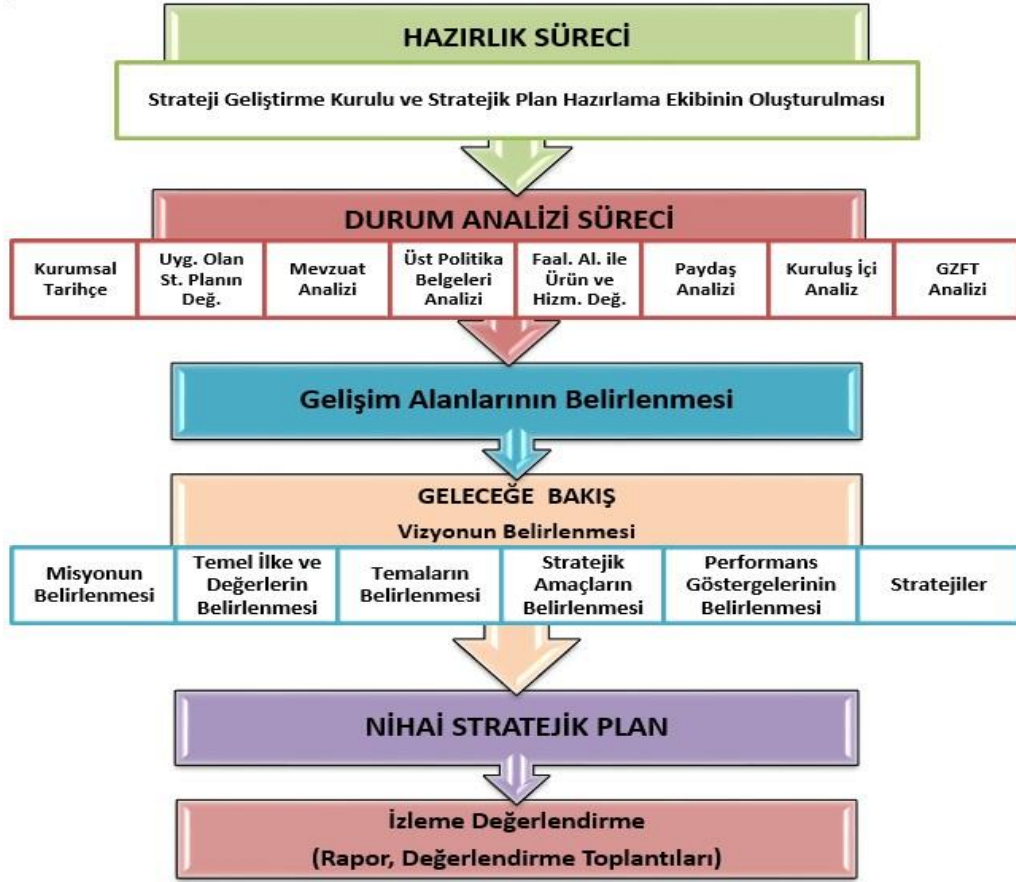 HAZIRLIK SÜRECİ
Strateji Geliştirme Kurulu ve Stratejik Plan Hazırlama Ekibinin Oluşturulması
DURUM ANALİZİ SÜRECİ
Kurumsal
Tarihçe
Uyg. Olan
St. Planın
Değ.
Mevzuat
Analizi
Üst Politika
Belgeleri
Analizi
Faal. Al. ile
Ürün ve
Hizm. Değ.
Paydaş
Analizi
Kuruluş İçi
Analiz
GZFT
Analizi
Gelişim Alanlarının Belirlenmesi
GELECEĞE BAKIŞ
Vizyonun Belirlenmesi
Misyonun
Belirlenmesi
Temel İlke ve
Değerlerin
Belirlenmesi
Temaların
Belirlenmesi
Stratejik
Amaçların
Belirlenmesi
Performans
Göstergelerinin
Belirlenmesi
Stratejiler
NİHAİ STRATEJİK PLAN
İzleme Değerlendirme
(Rapor, Değerlendirme Toplantıları)